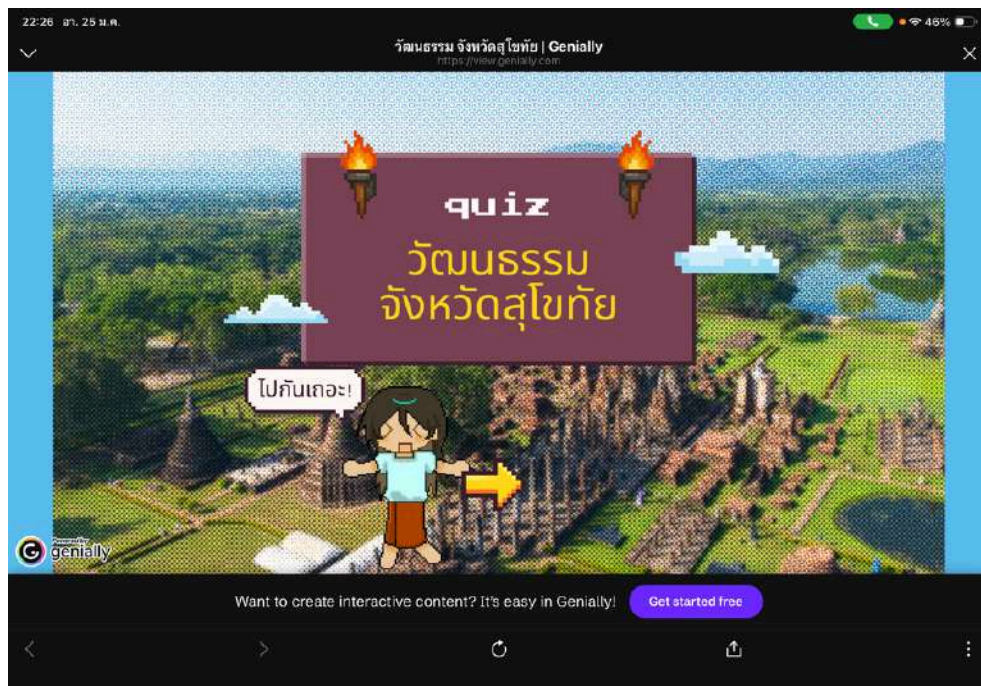 22:26 อา. 25 ม.ค.
46%
วัฒนธรรม จังหวัดสุโขทัย | Genially
https://view.genially.com
quiz
วัฒนธรรม
จังหวัดสุโขทัย
ไปกันเถอะ!
Powered by
genially
Want to create interactive content? It's easy in Genially!
Get started free